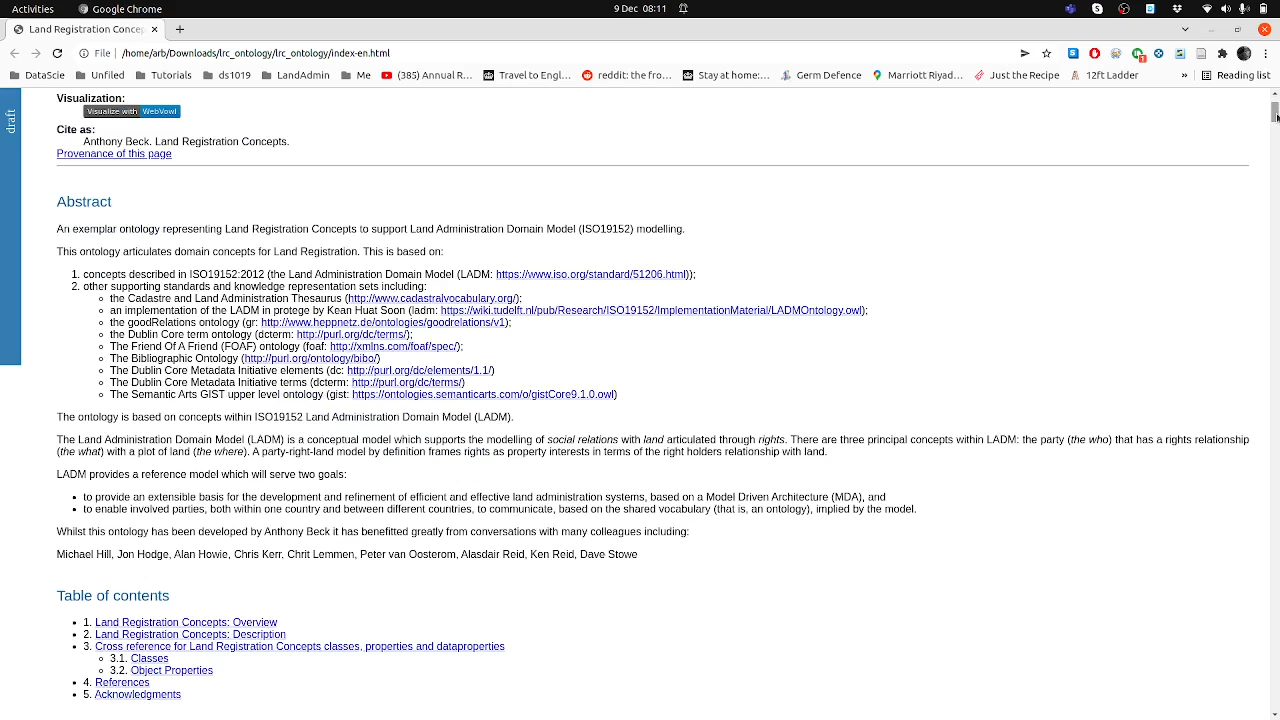 Activities Google Chrome 9 Dec 08:11
Land Registration Concep
File /home/arb/Downloads/lrc_ontology/lrc_ontology/index-en.html
DataScie Unfiled Tutorials ds1019 LandAdmin Me (385) Annual R... Travel to Engl... reddit: the fro... Stay at home:... Germ Defence Marriott Riyad... Just the Recipe 12ft Ladder » Reading list
draft
Visualization:
Visualize with WebVowl
Cite as:
Anthony Beck. Land Registration Concepts.
Provenance of this page
Abstract
An exemplar ontology representing Land Registration Concepts to support Land Administration Domain Model (ISO19152) modelling.
This ontology articulates domain concepts for Land Registration. This is based on:
1. concepts described in ISO19152:2012 (the Land Administration Domain Model (LADM: https://www.iso.org/standard/51206.html));
2. other supporting standards and knowledge representation sets including:
the Cadastre and Land Administration Thesaurus (http://www.cadastralvocabulary.org/);
an implementation of the LADM in protege by Kean Huat Soon (ladm: https://wiki.tudelft.nl/pub/Research/ISO19152/ImplementationMaterial/LADMOntology.owl);
the goodRelations ontology (gr: http://www.heppnetz.de/ontologies/goodrelations/v1);
the Dublin Core term ontology (dcterm: http://purl.org/dc/terms/);
The Friend Of A Friend (FOAF) ontology (foaf: http://xmlns.com/foaf/spec/);
The Bibliographic Ontology (http://purl.org/ontology/bibo/)
The Dublin Core Metadata Initiative elements (dc: http://purl.org/dc/elements/1.1/)
The Dublin Core Metadata Initiative terms (dcterm: http://purl.org/dc/terms/)
The Semantic Arts GIST upper level ontology (gist: https://ontologies.semanticarts.com/o/gistCore9.1.0.owl)
The ontology is based on concepts within ISO19152 Land Administration Domain Model (LADM).
The Land Administration Domain Model (LADM) is a conceptual model which supports the modelling of social relations with land articulated through rights. There are three principal concepts within LADM: the party (the who) that has a rights relationship
(the what) with a plot of land (the where). A party-right-land model by definition frames rights as property interests in terms of the right holders relationship with land.
LADM provides a reference model which will serve two goals:
to provide an extensible basis for the development and refinement of efficient and effective land administration systems, based on a Model Driven Architecture (MDA), and
to enable involved parties, both within one country and between different countries, to communicate, based on the shared vocabulary (that is, an ontology), implied by the model.
Whilst this ontology has been developed by Anthony Beck it has benefitted greatly from conversations with many colleagues including:
Michael Hill, Jon Hodge, Alan Howie, Chris Kerr, Chrit Lemmen, Peter van Oosterom, Alasdair Reid, Ken Reid, Dave Stowe
Table of contents
1. Land Registration Concepts: Overview
2. Land Registration Concepts: Description
3. Cross reference for Land Registration Concepts classes, properties and dataproperties
3.1. Classes
3.2. Object Properties
4. References
5. Acknowledgments